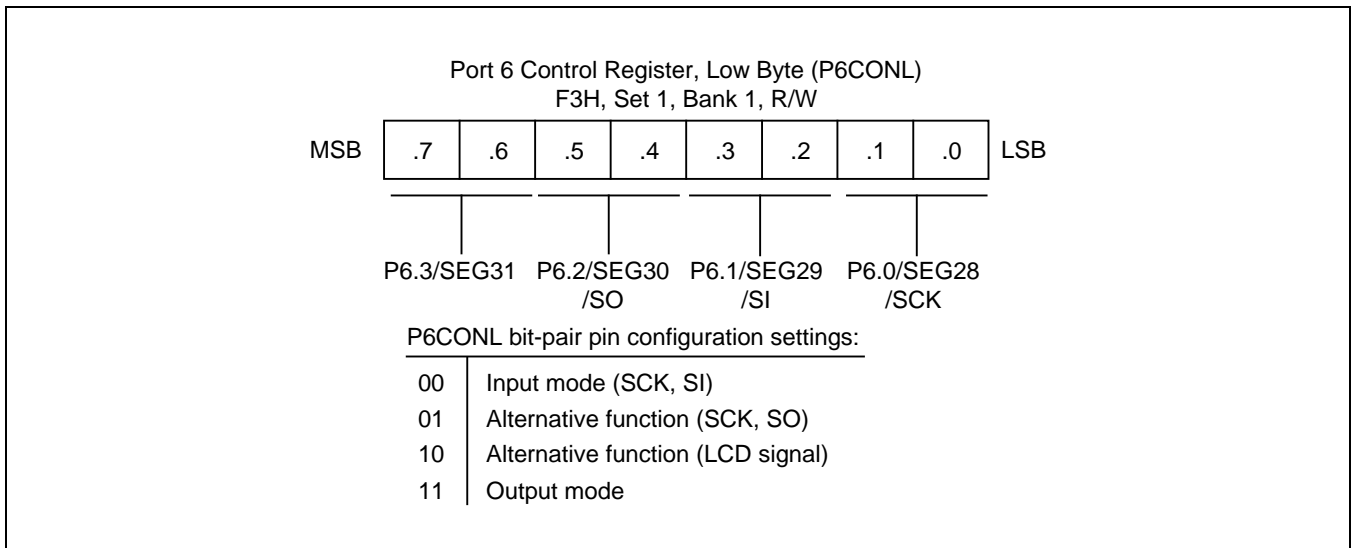 Port 6 Control Register, Low Byte (P6CONL)
F3H, Set 1, Bank 1, R/W
MSB .7 .6 .5 .4 .3 .2 .1 .0 LSB
P6.3/SEG31 P6.2/SEG30 P6.1/SEG29 P6.0/SEG28
/SO /SI /SCK
P6CONL bit-pair pin configuration settings:
00 Input mode (SCK, SI)
01 Alternative function (SCK, SO)
10 Alternative function (LCD signal)
11 Output mode